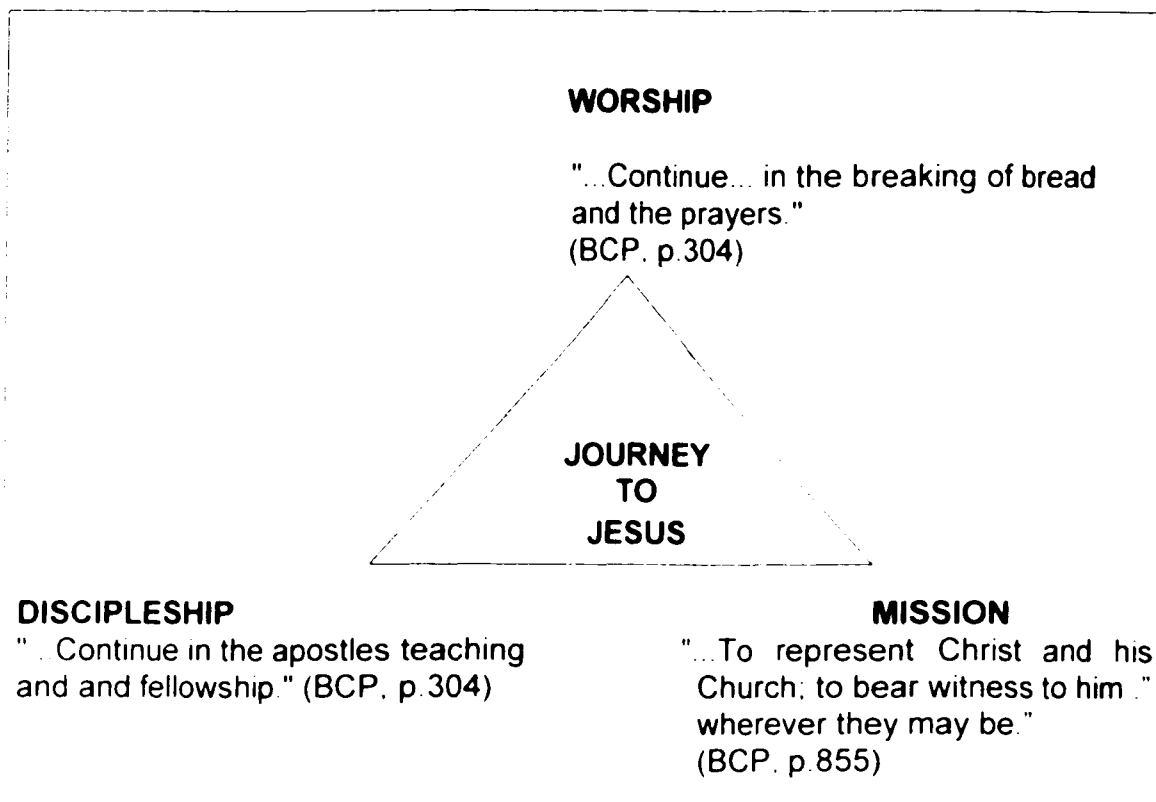 WORSHIP
"...Continue... in the breaking of bread
and the prayers."
(BCP. p.304)
JOURNEY
TO
JESUS
DISCIPLESHIP
" ..Continue in the apostles teaching
and and fellowship." (BCP. p.304)
MISSION
"...To represent Christ and his
Church; to bear witness to him ."
wherever they may be."
(BCP. p.855)